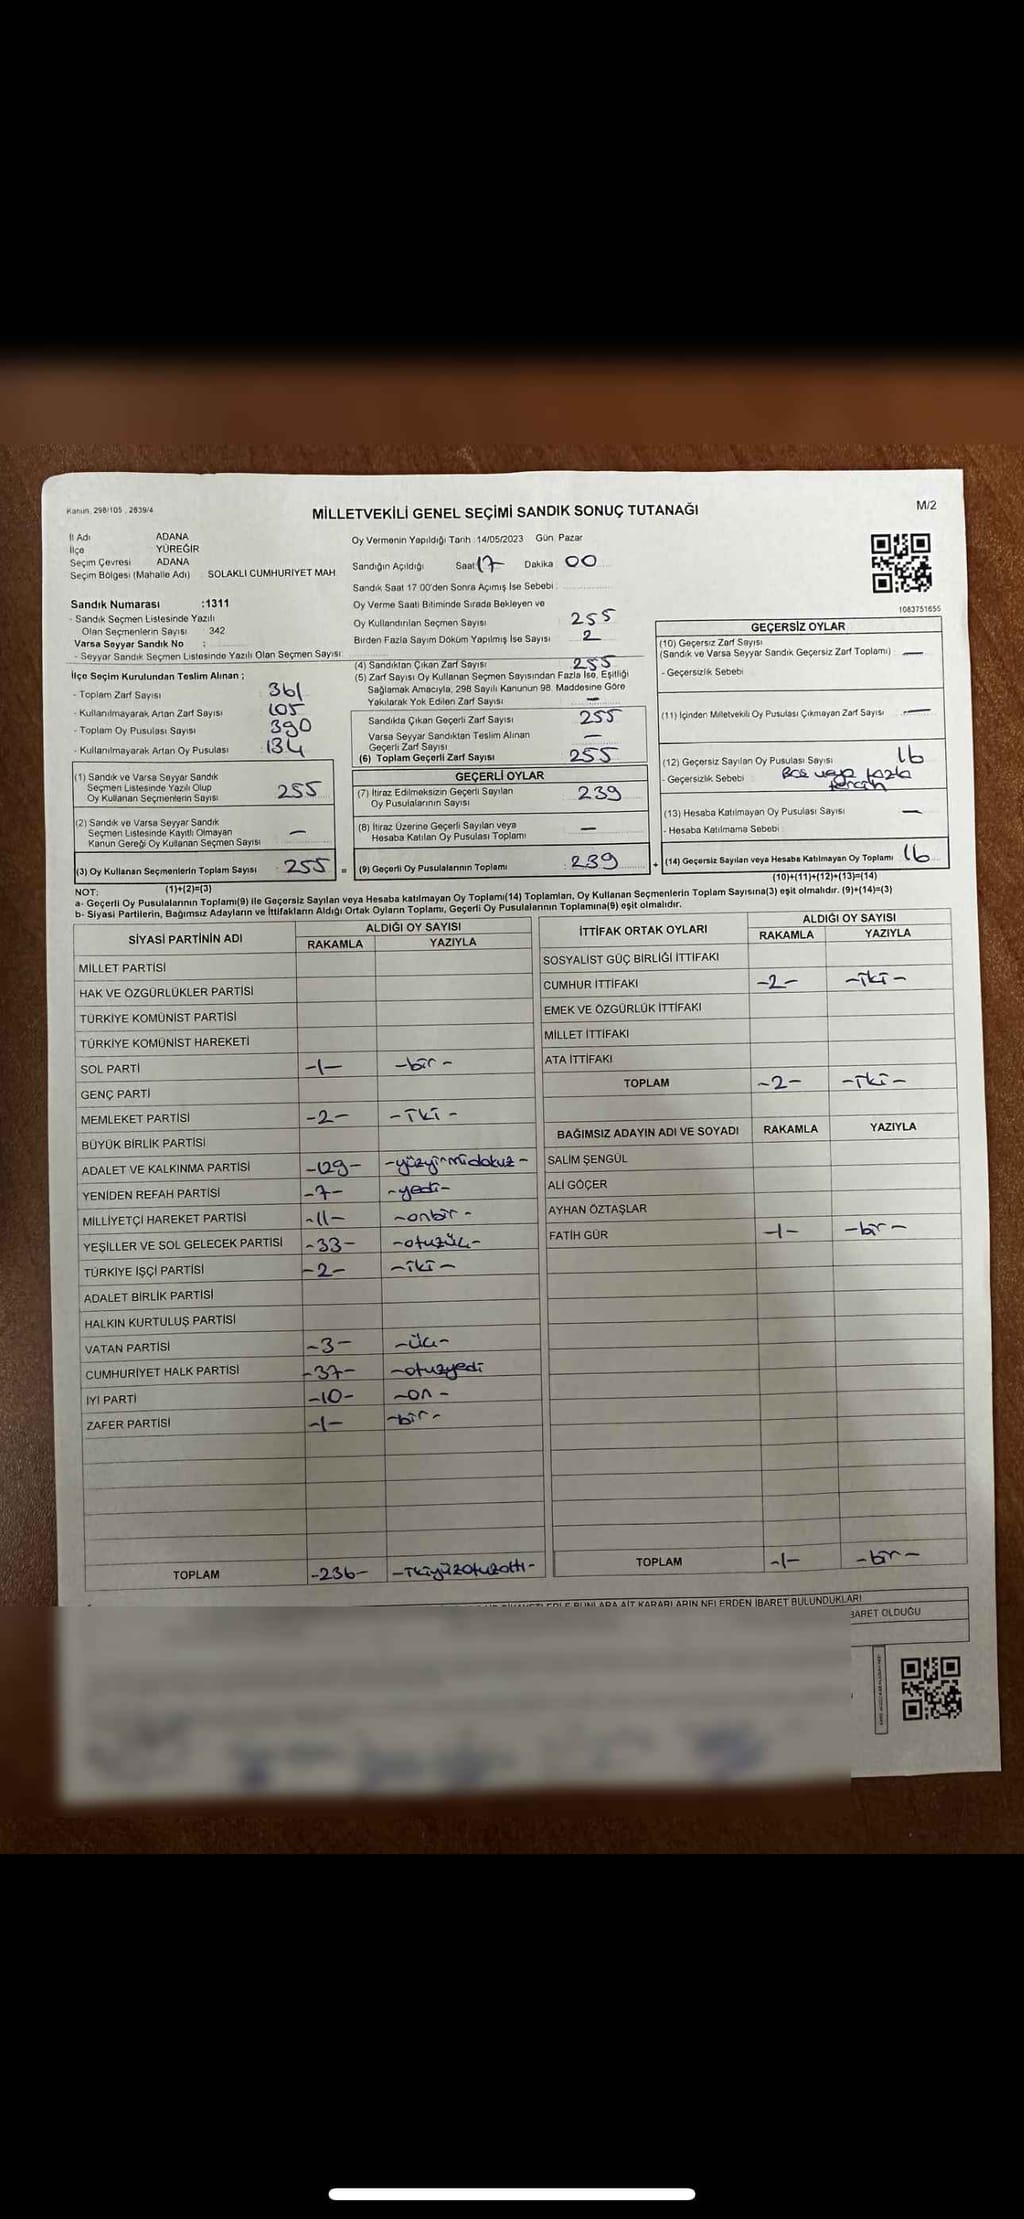 Kanun. 298/105 , 2839/4
MİLLETVEKİLİ GENEL SEÇİMİ SANDIK SONUÇ TUTANAĞI
M/2
İl Adı ADANA
İlçe YÜREĞİR
Seçim Çevresi ADANA
Seçim Bölgesi (Mahalle Adı) SOLAKLI CUMHURİYET MAH.
Sandık Numarası :1311
- Sandık Seçmen Listesinde Yazılı
Olan Seçmenlerin Sayısı : 342
Varsa Seyyar Sandık No :
- Seyyar Sandık Seçmen Listesinde Yazılı Olan Seçmen Sayısı:
İlçe Seçim Kurulundan Teslim Alınan ;
- Toplam Zarf Sayısı 361
- Kullanılmayarak Artan Zarf Sayısı 105
- Toplam Oy Pusulası Sayısı 390
- Kullanılmayarak Artan Oy Pusulası : 134
Oy Vermenin Yapıldığı Tarih :14/05/2023 Gün: Pazar
Sandığın Açıldığı Saat 17 Dakika 00
Sandık Saat 17:00'den Sonra Açımış İse Sebebi :
Oy Verme Saati Bitiminde Sırada Bekleyen ve
Oy Kullandırılan Seçmen Sayısı 255
Birden Fazla Sayım Döküm Yapılmış İse Sayısı 2
(4) Sandıktan Çıkan Zarf Sayısı 255
(5) Zarf Sayısı Oy Kullanan Seçmen Sayısından Fazla İse, Eşitliği
Sağlamak Amacıyla, 298 Sayılı Kanunun 98. Maddesine Göre
Yakılarak Yok Edilen Zarf Sayısı —
Sandıkla Çıkan Geçerli Zarf Sayısı 255
Varsa Seyyar Sandıktan Teslim Alınan
Geçerli Zarf Sayısı —
(6) Toplam Geçerli Zarf Sayısı 255
1083751655
GEÇERSİZ OYLAR
(10) Geçersiz Zarf Sayısı
(Sandık ve Varsa Seyyar Sandık Geçersiz Zarf Toplamı) —
- Geçersizlik Sebebi
(11) İçinden Milletvekili Oy Pusulası Çıkmayan Zarf Sayısı —
(12) Geçersiz Sayılan Oy Pusulası Sayısı 16
- Geçersizlik Sebebi : Boş veya fazla
tercih
(13) Hesaba Katılmayan Oy Pusulası Sayısı —
- Hesaba Katılmama Sebebi
(14) Geçersiz Sayılan veya Hesaba Katılmayan Oy Toplamı 16
(10)+(11)+(12)+(13)=(14)
(1) Sandık ve Varsa Seyyar Sandık
Seçmen Listesinde Yazılı Olup
Oy Kullanan Seçmenlerin Sayısı : 255
(2) Sandık ve Varsa Seyyar Sandık
Seçmen Listesinde Kayıtlı Olmayan
Kanun Gereği Oy Kullanan Seçmen Sayısı —
(3) Oy Kullanan Seçmenlerin Toplam Sayısı : 255 =
(1)+(2)=(3)
GEÇERLİ OYLAR
(7) İtiraz Edilmeksizin Geçerli Sayılan
Oy Pusulalarının Sayısı : 239
(8) İtiraz Üzerine Geçerli Sayılan veya
Hesaba Katılan Oy Pusulası Toplamı —
(9) Geçerli Oy Pusulalarının Toplamı : 239 +
NOT:
a- Geçerli Oy Pusulalarının Toplamı(9) ile Geçersiz Sayılan veya Hesaba katılmayan Oy Toplamı(14) Toplamları, Oy Kullanan Seçmenlerin Toplam Sayısına(3) eşit olmalıdır. (9)+(14)=(3)
b- Siyasi Partilerin, Bağımsız Adayların ve İttifakların Aldığı Ortak Oyların Toplamı, Geçerli Oy Pusulalarının Toplamına(9) eşit olmalıdır.
SİYASİ PARTİNİN ADI ALDIĞI OY SAYISI
RAKAMLA YAZIYLA
MİLLET PARTİSİ
HAK VE ÖZGÜRLÜKLER PARTİSİ
TÜRKİYE KOMÜNİST PARTİSİ
TÜRKİYE KOMÜNİST HAREKETİ
SOL PARTİ -1- -bir-
GENÇ PARTİ
MEMLEKET PARTİSİ -2- -iki-
BÜYÜK BİRLİK PARTİSİ
ADALET VE KALKINMA PARTİSİ -129- -yüzyirmidokuz-
YENİDEN REFAH PARTİSİ -7- -yedi-
MİLLİYETÇİ HAREKET PARTİSİ -11- -onbir-
YEŞİLLER VE SOL GELECEK PARTİSİ -33- -otuzüç-
TÜRKİYE İŞÇİ PARTİSİ -2- -iki-
ADALET BİRLİK PARTİSİ
HALKIN KURTULUŞ PARTİSİ
VATAN PARTİSİ -3- -üç-
CUMHURİYET HALK PARTİSİ -37- -otuzyedi
İYİ PARTİ -10- -on-
ZAFER PARTİSİ -1- -bir-
TOPLAM -236- -ikiyüzotuzaltı-
İTTİFAK ORTAK OYLARI ALDIĞI OY SAYISI
RAKAMLA YAZIYLA
SOSYALİST GÜÇ BİRLİĞİ İTTİFAKI
CUMHUR İTTİFAKI -2- -iki-
EMEK VE ÖZGÜRLÜK İTTİFAKI
MİLLET İTTİFAKI
ATA İTTİFAKI
TOPLAM -2- -iki-
BAĞIMSIZ ADAYIN ADI VE SOYADI RAKAMLA YAZIYLA
SALİM ŞENGÜL
ALİ GÖÇER
AYHAN ÖZTAŞLAR
FATİH GÜR -1- -bir-
TOPLAM -1- -bir-
BUNLARA AİT KARARLARIN NELERDEN İBARET BULUNDUKLARI
BARET OLDUĞU